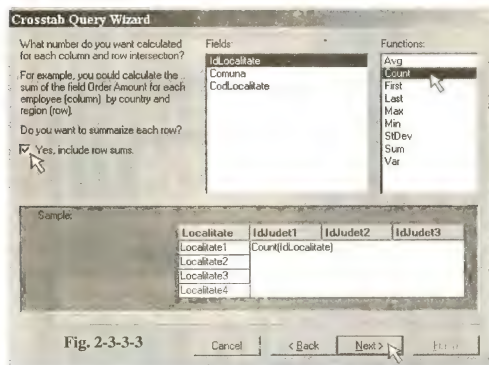 Crosstab Query Wizard
What number do you want calculated
for each column and row intersection?
For example, you could calculate the
sum of the field Order Amount for each
employee (column) by country and
region (row).
Do you want to summarize each row?
Yes, include row sums.
Fields:
IdLocalitate
Comuna
CodLocalitate
Functions:
Avg
Count
First
Last
Max
Min
StDev
Sum
Var
Sample:
Localitate IdJudet1 IdJudet2 IdJudet3
Localitate1 Count(IdLocalitate)
Localitate2
Localitate3
Localitate4
Fig. 2-3-3-3
Cancel < Back Next >